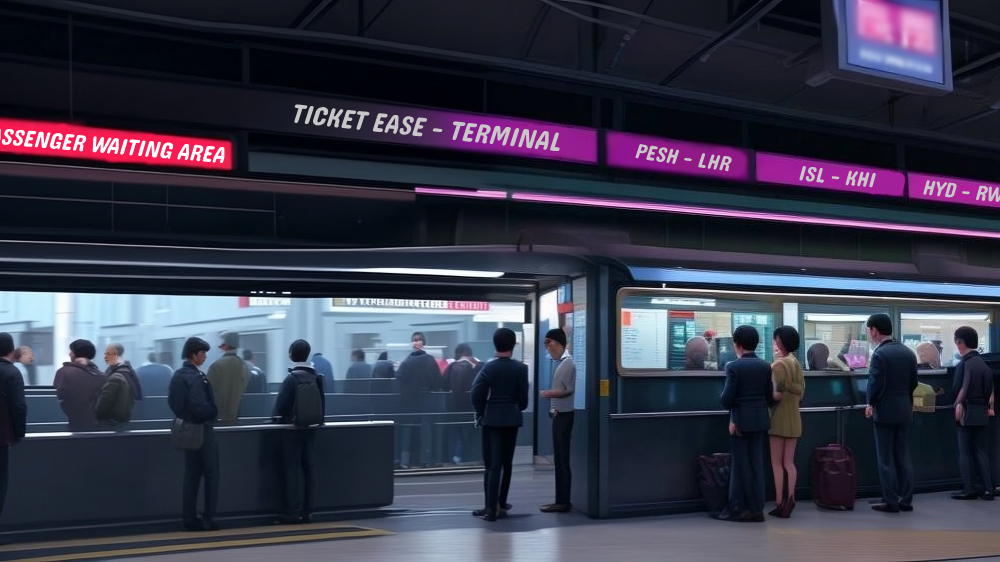 ASSENGER WAITING AREA
TICKET EASE - TERMINAL
PESH - LHR
ISL - KHI
HYD - RW